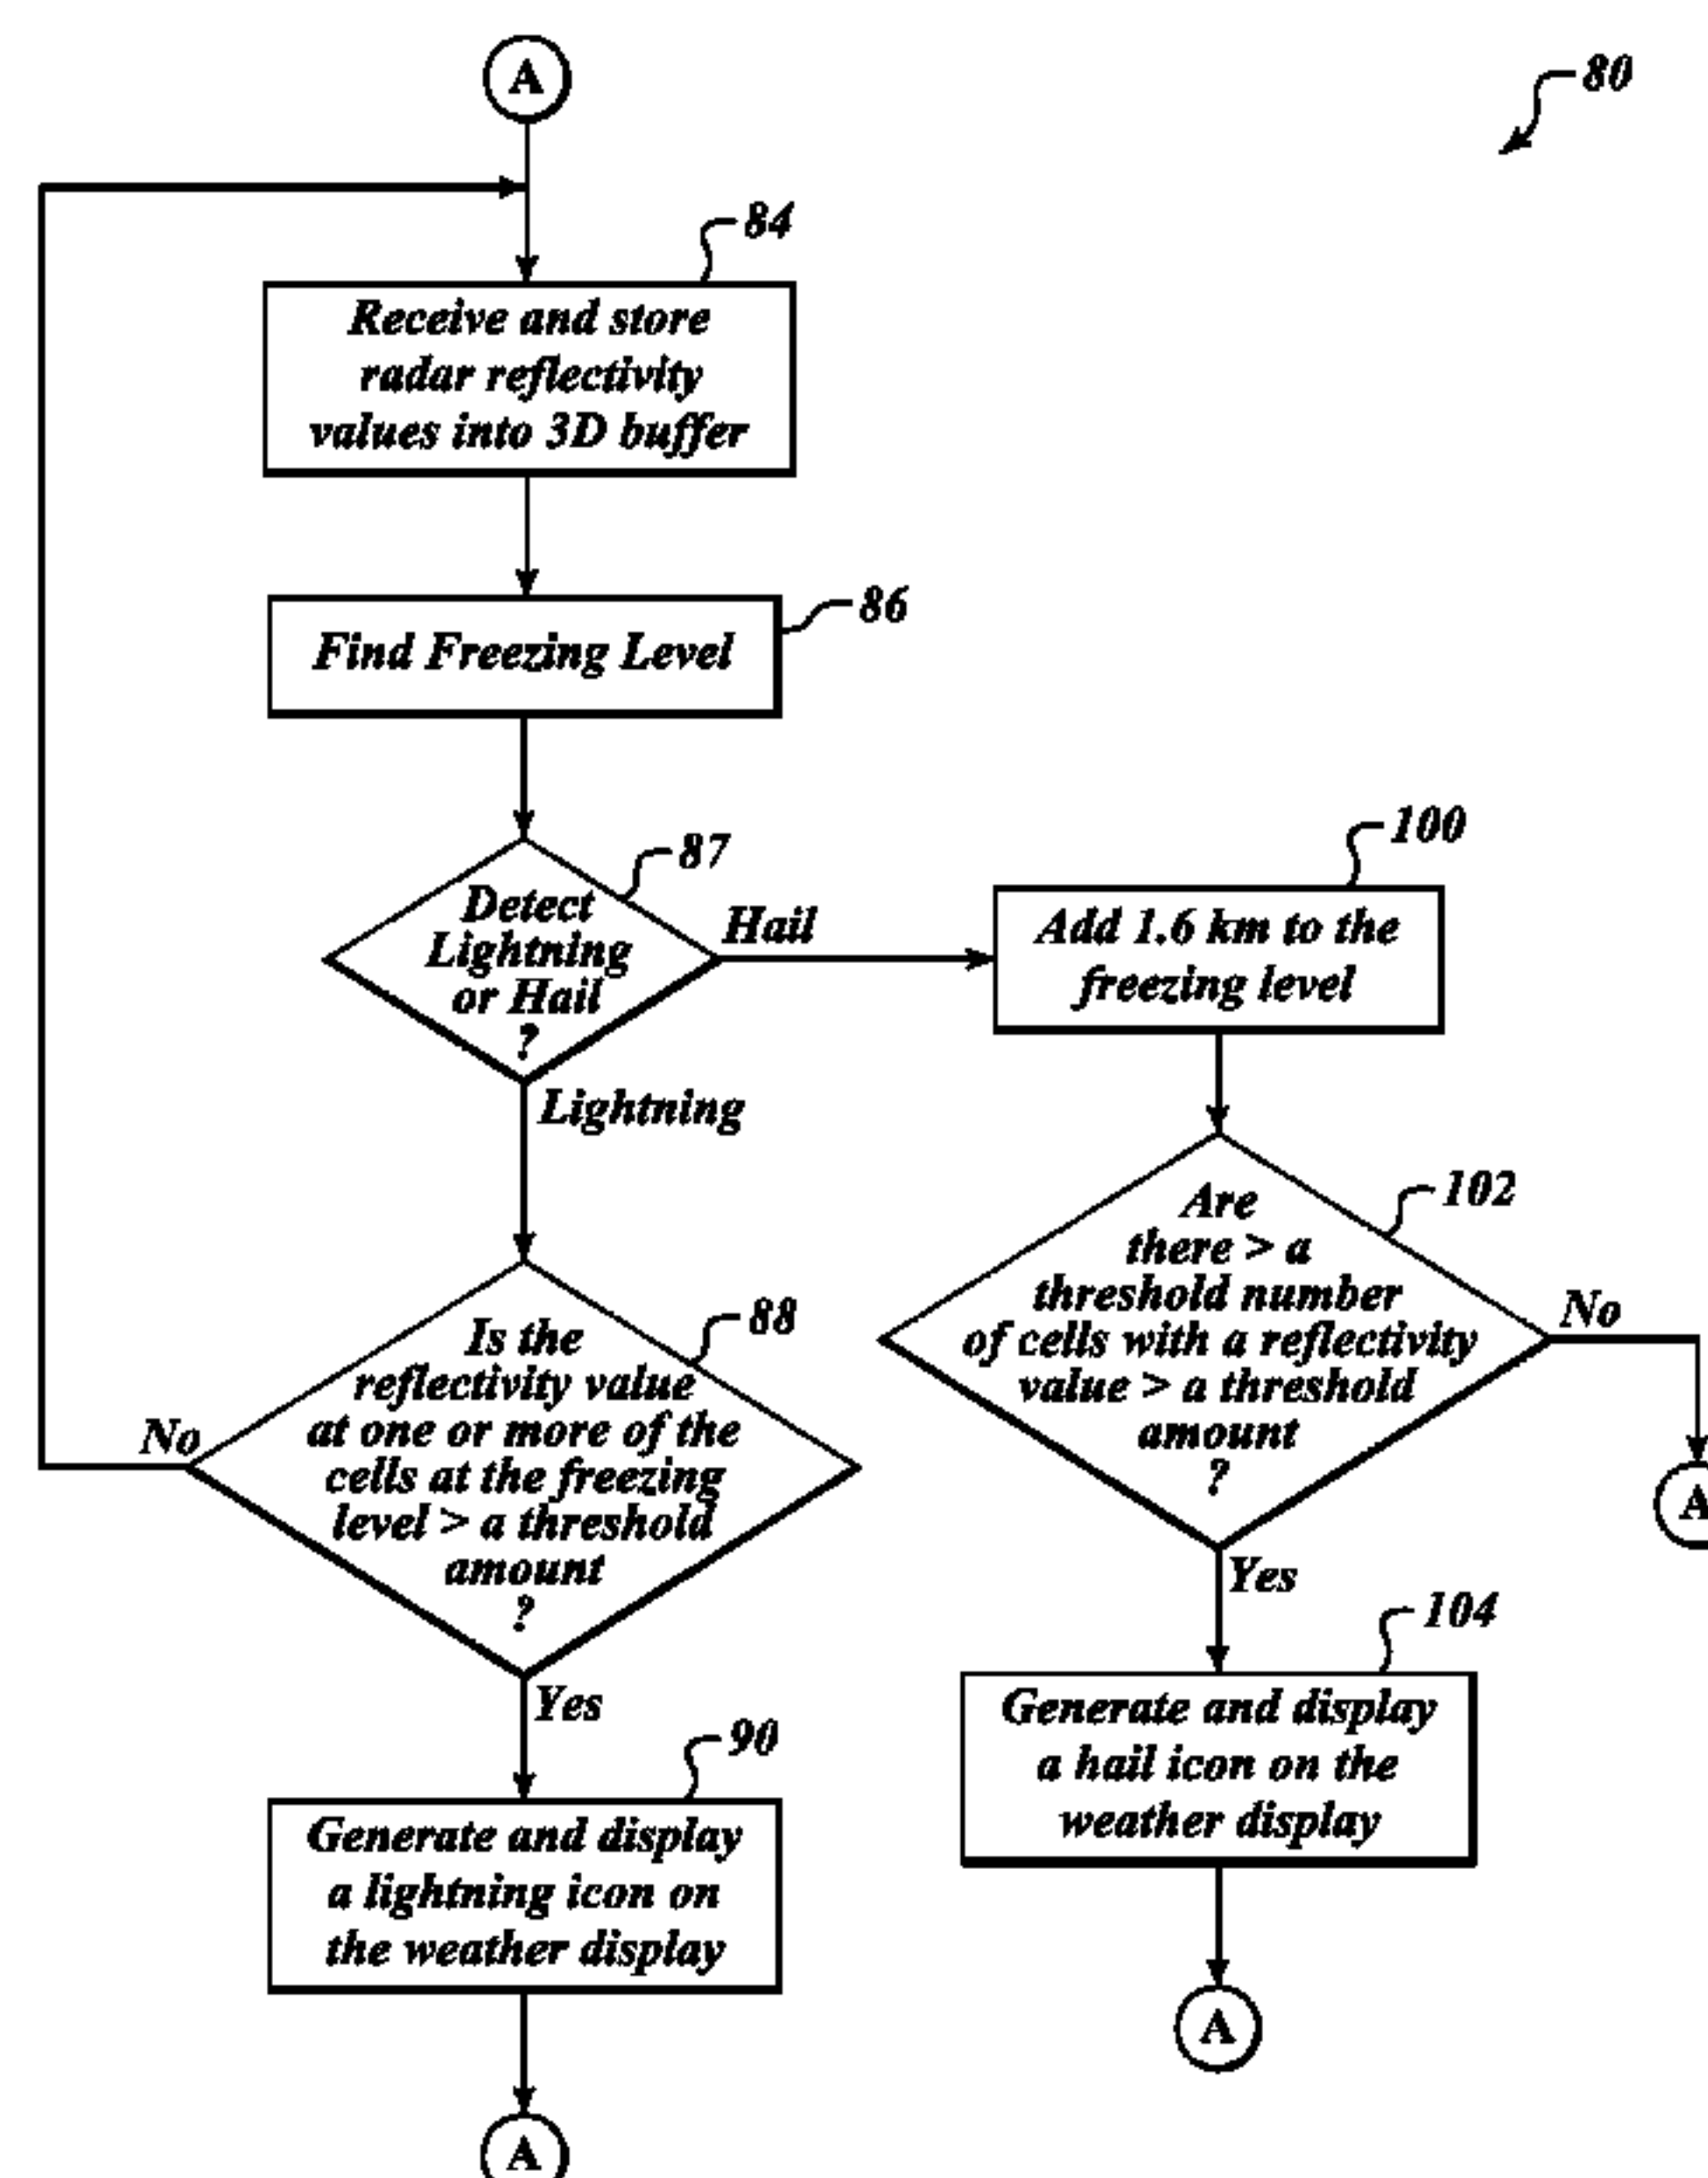 A
80
84
Receive and store
radar reflectivity
values into 3D buffer
86
Find Freezing Level
87
Detect
Lightning
or Hail
?
Hail
Lightning
100
Add 1.6 km to the
freezing level
102
Are
there > a
threshold number
of cells with a reflectivity
value > a threshold
amount
?
No
A
Yes
88
Is the
reflectivity value
at one or more of the
cells at the freezing
level > a threshold
amount
?
No
Yes
104
Generate and display
a hail icon on the
weather display
A
90
Generate and display
a lightning icon on
the weather display
A